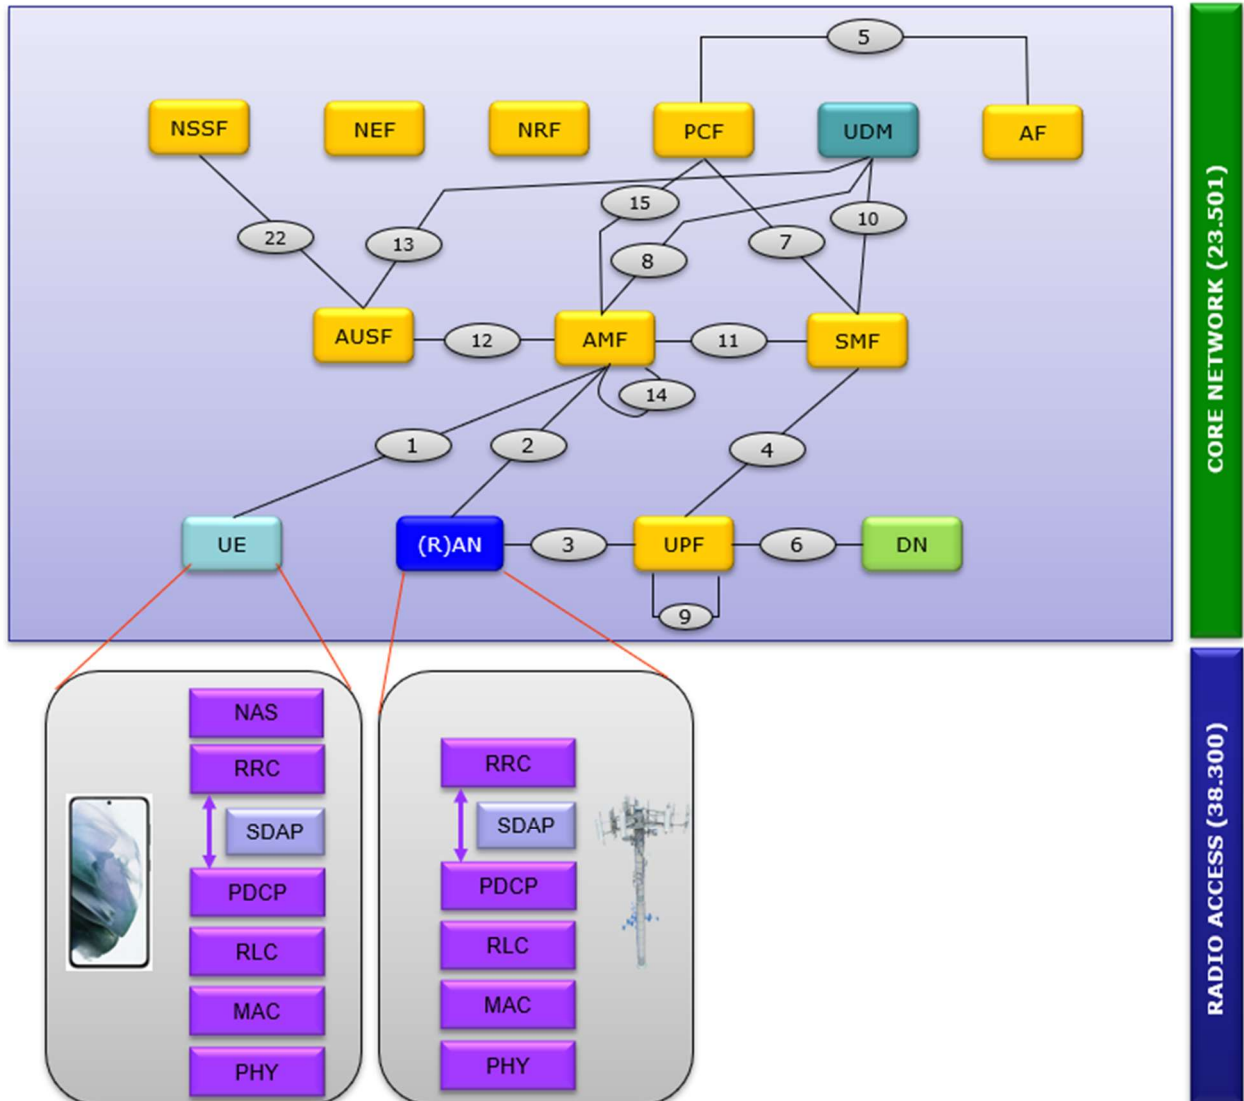 5
NSSF
NEF
NRF
PCF
UDM
AF
15
10
22
13
8
7
AUSF
12
AMF
11
SMF
14
1
2
4
UE
(R)AN
3
UPF
6
DN
9
CORE NETWORK (23.501)
NAS
RRC
SDAP
PDCP
RLC
MAC
PHY
RRC
SDAP
PDCP
RLC
MAC
PHY
RADIO ACCESS (38.300)